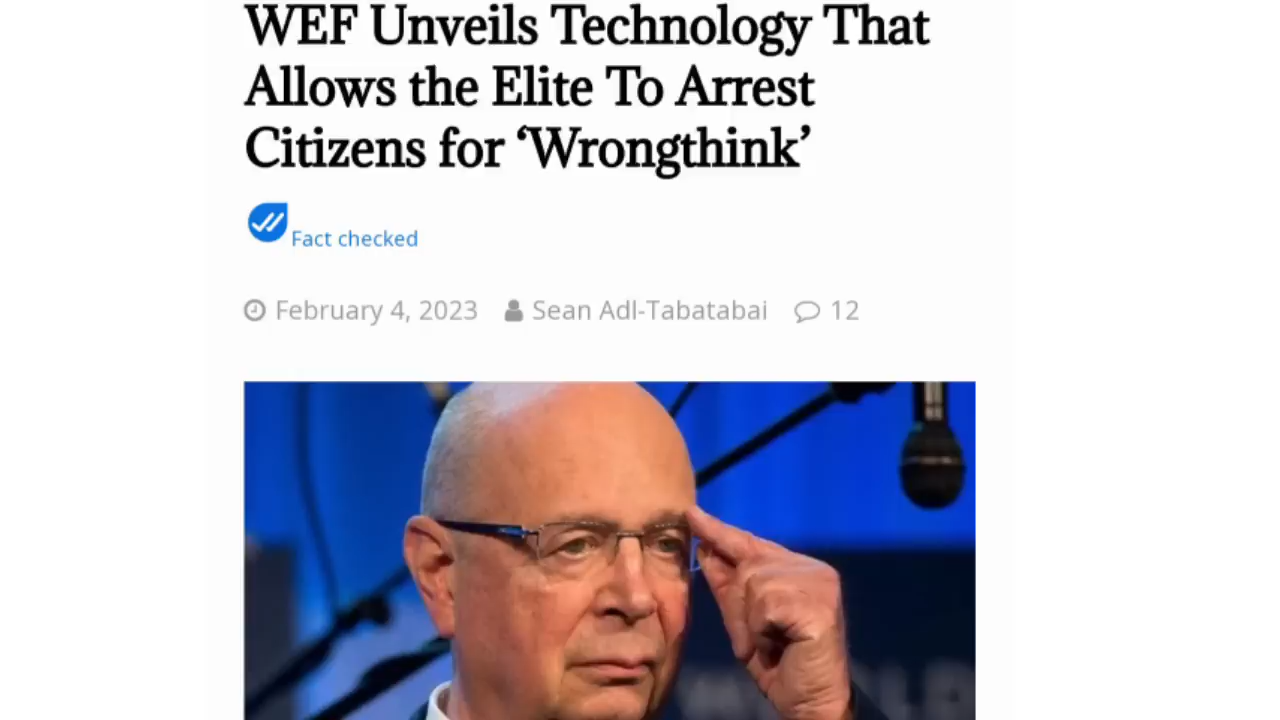 WEF Unveils Technology That
Allows the Elite To Arrest
Citizens for ‘Wrongthink’
Fact checked
February 4, 2023 Sean Adl-Tabatabai 12